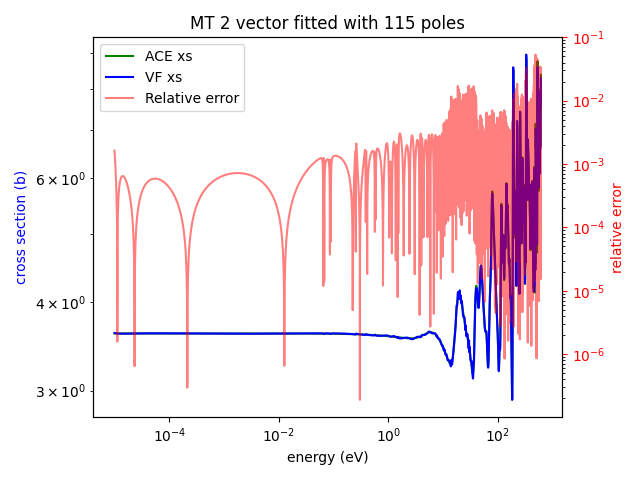 MT 2 vector fitted with 115 poles
ACE xs
VF xs
Relative error
cross section (b)
6 × 10⁰
4 × 10⁰
3 × 10⁰
10⁻¹
10⁻²
10⁻³
10⁻⁴
10⁻⁵
10⁻⁶
relative error
10⁻⁴
10⁻²
10⁰
10²
energy (eV)